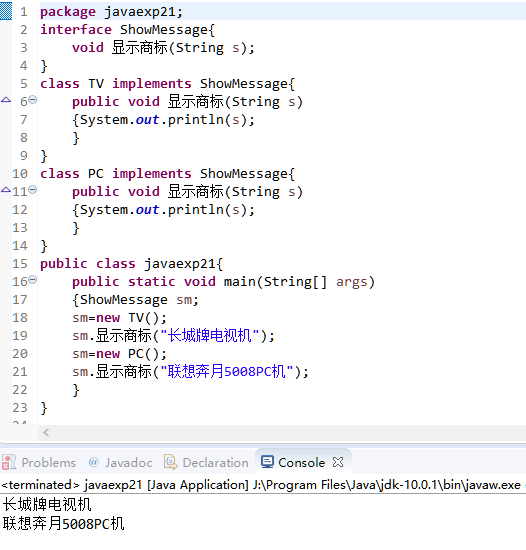 1 package javaexp21;
2 interface ShowMessage{
3     void 显示商标(String s);
4 }
5 class TV implements ShowMessage{
6     public void 显示商标(String s)
7     {System.out.println(s);
8     }
9 }
10 class PC implements ShowMessage{
11     public void 显示商标(String s)
12     {System.out.println(s);
13     }
14 }
15 public class javaexp21{
16     public static void main(String[] args)
17     {ShowMessage sm;
18     sm=new TV();
19     sm.显示商标("长城牌电视机");
20     sm=new PC();
21     sm.显示商标("联想奔月5008PC机");
22     }
23 }
Problems @ Javadoc Declaration Console
<terminated> javaexp21 [Java Application] J:\Program Files\Java\jdk-10.0.1\bin\javaw.exe
长城牌电视机
联想奔月5008PC机